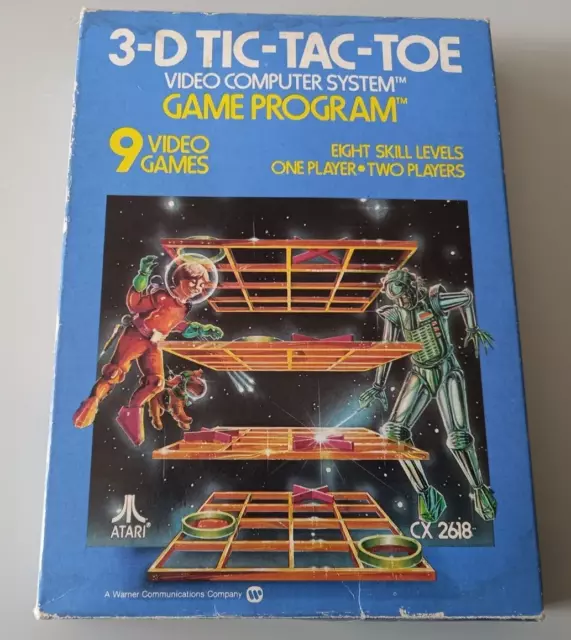 3-D TIC-TAC-TOE
VIDEO COMPUTER SYSTEM™
GAME PROGRAM™
9 VIDEO GAMES
EIGHT SKILL LEVELS
ONE PLAYER • TWO PLAYERS
ATARI®
CX 2618
A Warner Communications Company